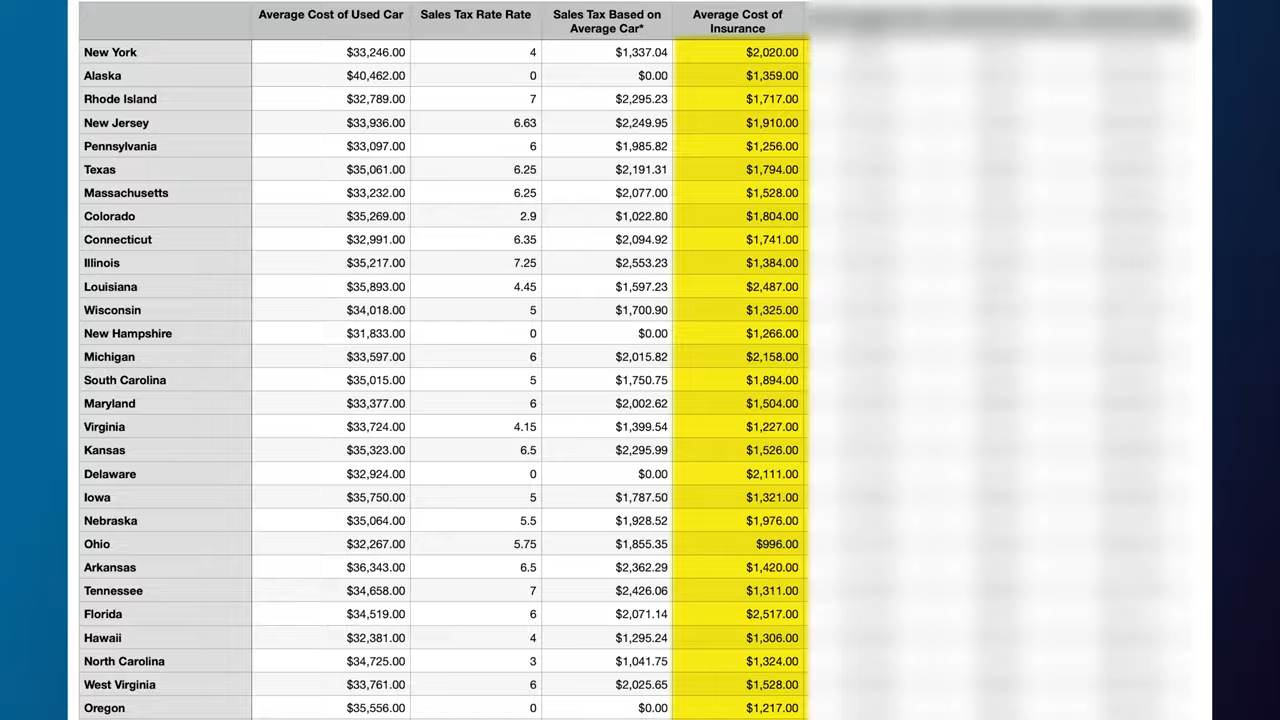 Average Cost of Used Car Sales Tax Rate Rate Sales Tax Based on Average Cost of
Average Car* Insurance
New York $33,246.00 4 $1,337.04 $2,020.00
Alaska $40,462.00 0 $0.00 $1,359.00
Rhode Island $32,789.00 7 $2,295.23 $1,717.00
New Jersey $33,936.00 6.63 $2,249.95 $1,910.00
Pennsylvania $33,097.00 6 $1,985.82 $1,256.00
Texas $35,061.00 6.25 $2,191.31 $1,794.00
Massachusetts $33,232.00 6.25 $2,077.00 $1,528.00
Colorado $35,269.00 2.9 $1,022.80 $1,804.00
Connecticut $32,991.00 6.35 $2,094.92 $1,741.00
Illinois $35,217.00 7.25 $2,553.23 $1,384.00
Louisiana $35,893.00 4.45 $1,597.23 $2,487.00
Wisconsin $34,018.00 5 $1,700.90 $1,325.00
New Hampshire $31,833.00 0 $0.00 $1,266.00
Michigan $33,597.00 6 $2,015.82 $2,158.00
South Carolina $35,015.00 5 $1,750.75 $1,894.00
Maryland $33,377.00 6 $2,002.62 $1,504.00
Virginia $33,724.00 4.15 $1,399.54 $1,227.00
Kansas $35,323.00 6.5 $2,295.99 $1,526.00
Delaware $32,924.00 0 $0.00 $2,111.00
Iowa $35,750.00 5 $1,787.50 $1,321.00
Nebraska $35,064.00 5.5 $1,928.52 $1,976.00
Ohio $32,267.00 5.75 $1,855.35 $996.00
Arkansas $36,343.00 6.5 $2,362.29 $1,420.00
Tennessee $34,658.00 7 $2,426.06 $1,311.00
Florida $34,519.00 6 $2,071.14 $2,517.00
Hawaii $32,381.00 4 $1,295.24 $1,306.00
North Carolina $34,725.00 3 $1,041.75 $1,324.00
West Virginia $33,761.00 6 $2,025.65 $1,528.00
Oregon $35,556.00 0 $0.00 $1,217.00